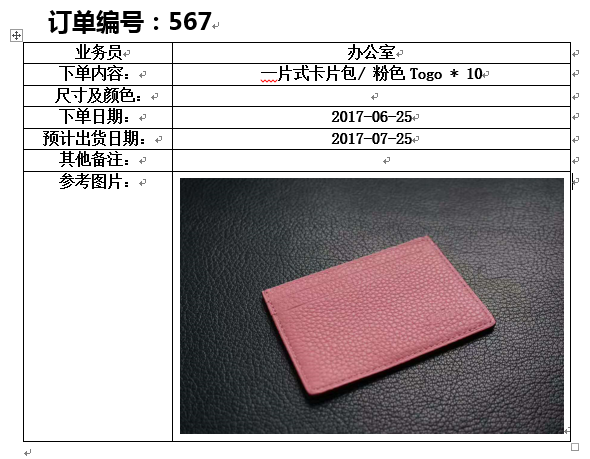 订单编号：567
业务员 办公室
下单内容： 一片式卡片包/ 粉色 Togo * 10
尺寸及颜色：
下单日期： 2017-06-25
预计出货日期： 2017-07-25
其他备注：
参考图片：